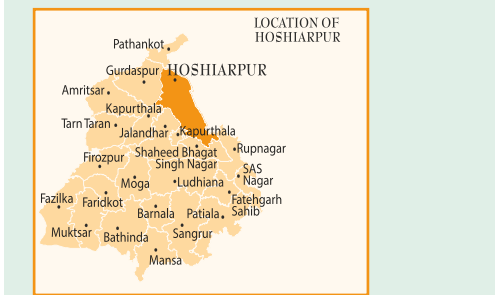 LOCATION OF
HOSHIARPUR
Pathankot
Gurdaspur
HOSHIARPUR
Amritsar
Kapurthala
Tarn Taran
Jalandhar
Kapurthala
Rupnagar
Shaheed Bhagat
Singh Nagar
Firozpur
SAS
Nagar
Moga
Ludhiana
Fazilka
Faridkot
Fatehgarh
Sahib
Barnala
Patiala
Muktsar
Bathinda
Sangrur
Mansa